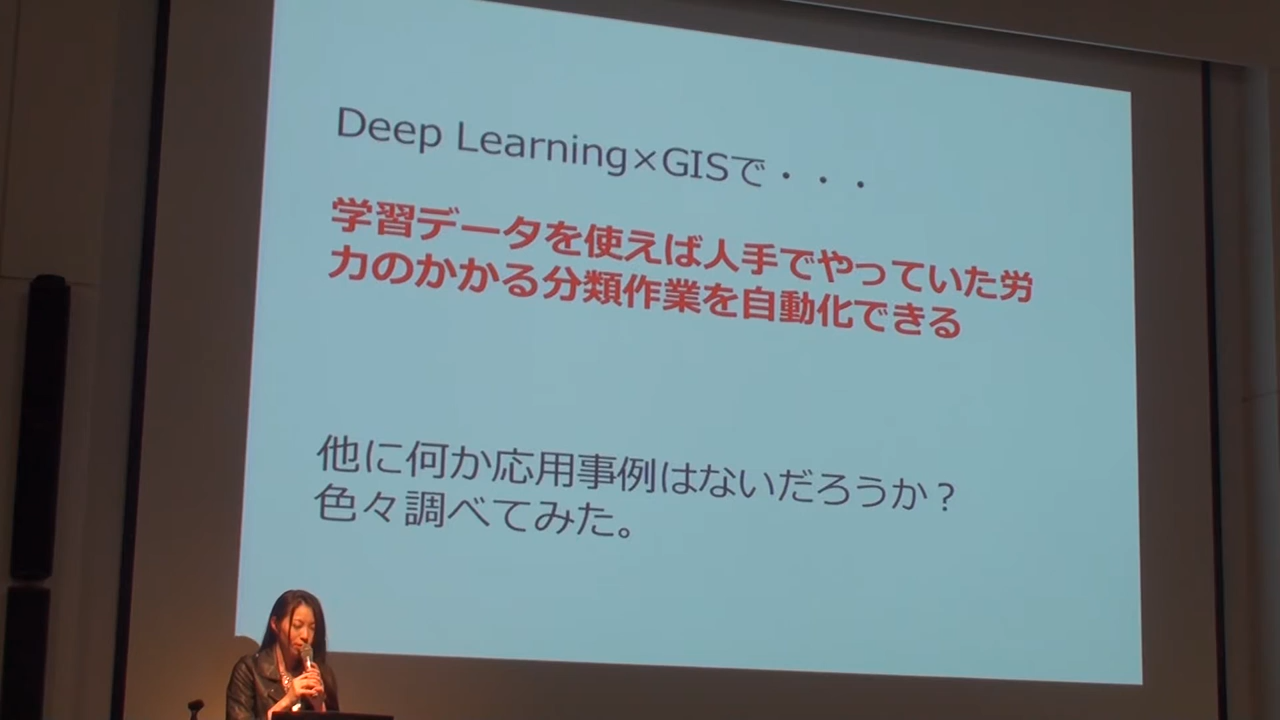 Deep Learning×GISで・・・
学習データを使えば人手でやっていた労
力のかかる分類作業を自動化できる
他に何か応用事例はないだろうか？
色々調べてみた。